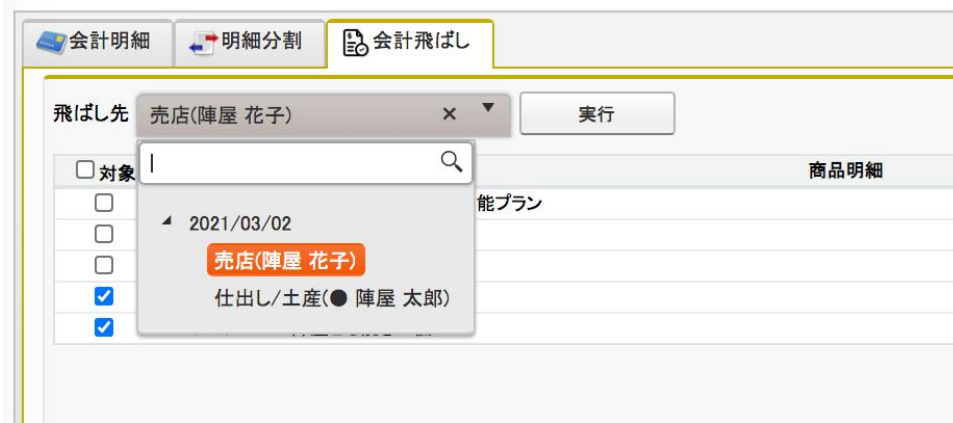 会計明細 明細分割 会計飛ばし
飛ばし先 売店(陣屋 花子) × ▼ 実行
対象 商品明細
能プラン
2021/03/02
売店(陣屋 花子)
仕出し/土産(● 陣屋 太郎)